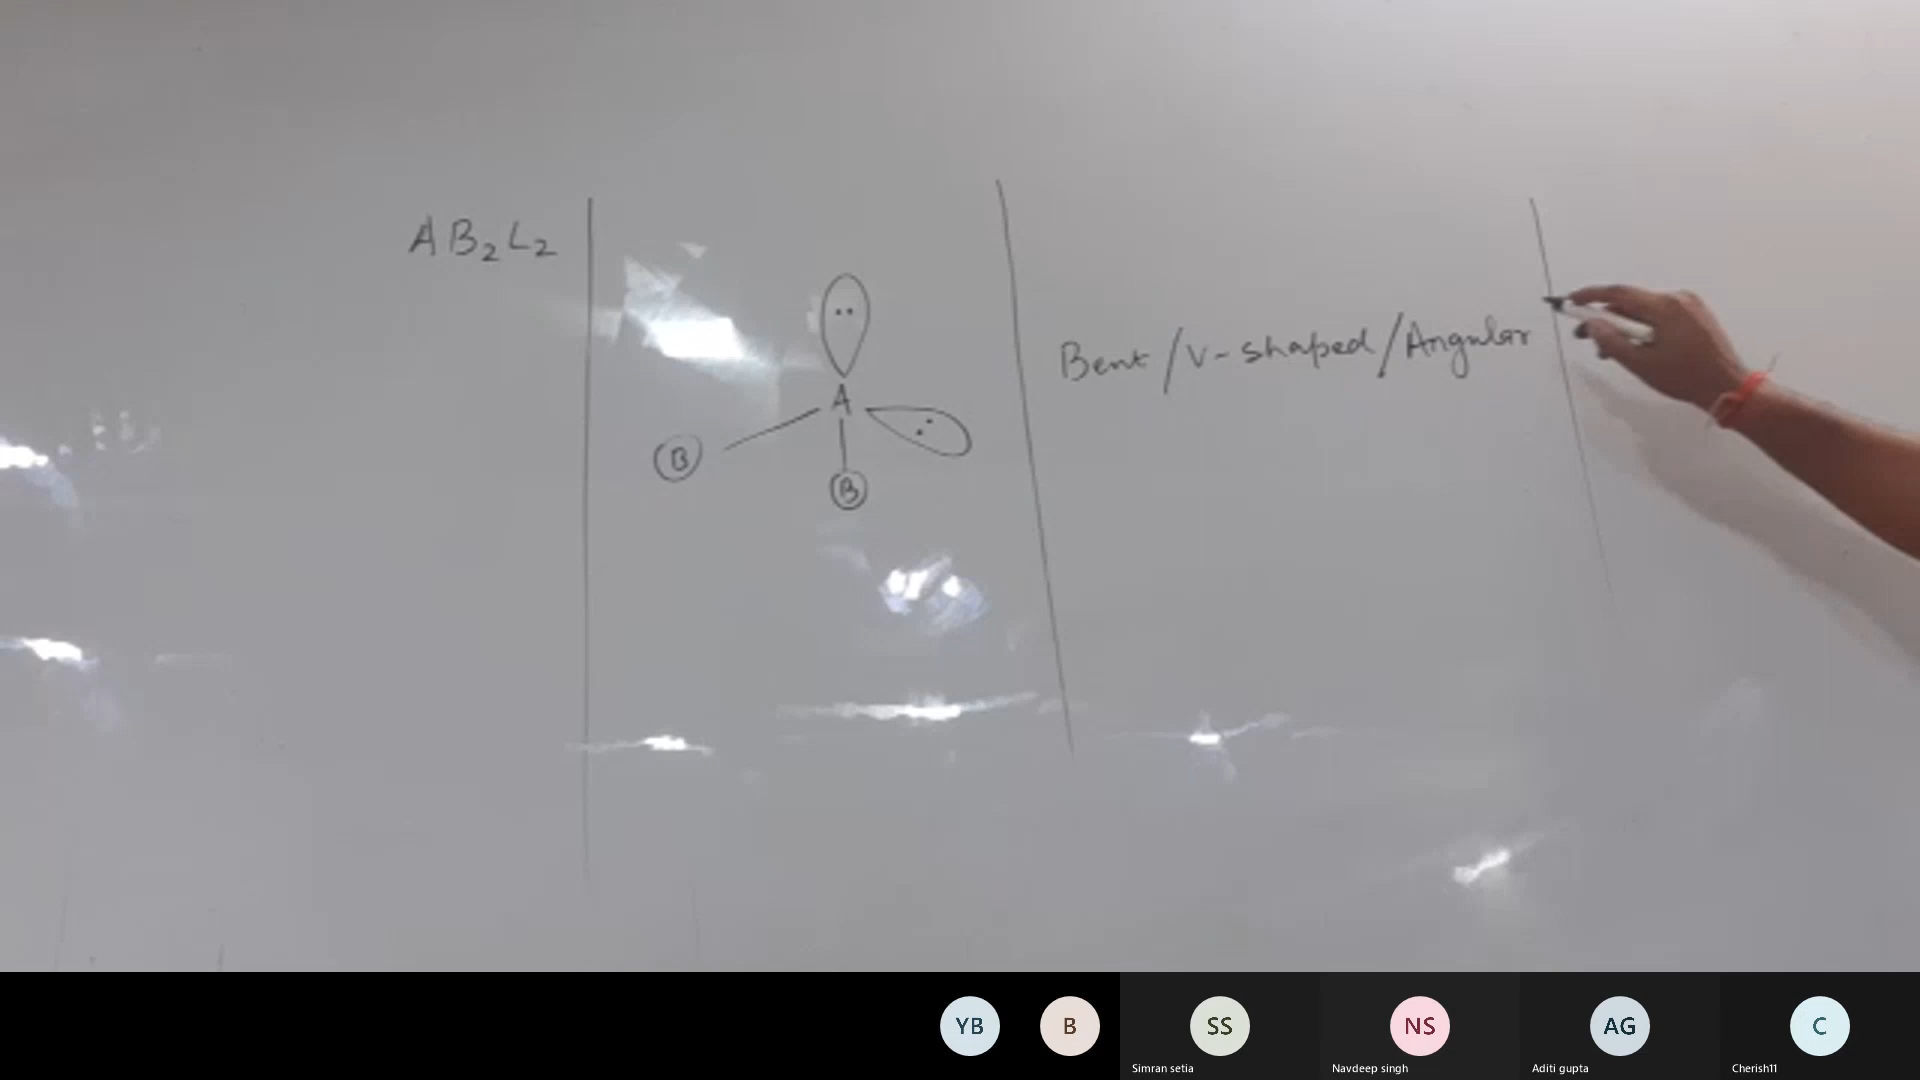 AB₂L₂
A
B
B
Bent / V-shaped / Angular
YB
B
SS
NS
AG
C
Simran setia
Navdeep singh
Aditi gupta
Cherish11